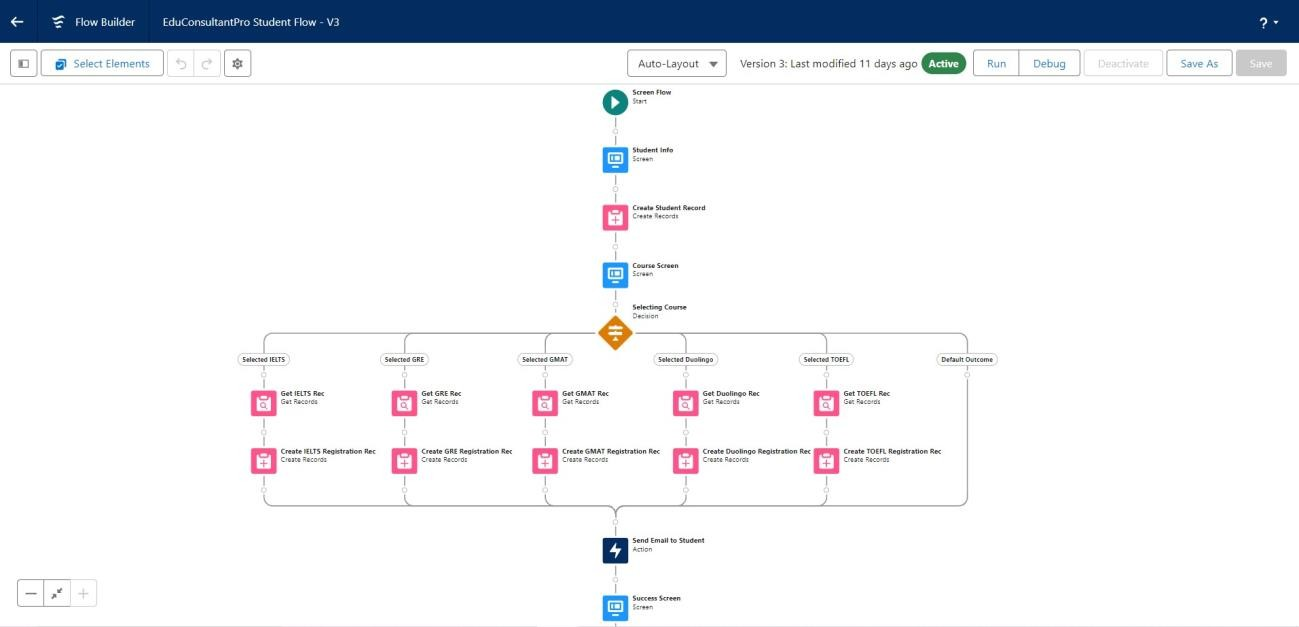 Flow Builder
EduConsultantPro Student Flow - V3
?
Select Elements
Auto-Layout
Version 3: Last modified 11 days ago
Active
Run
Debug
Deactivate
Save As
Save
Screen Flow
Start
Student Info
Screen
Create Student Record
Create Records
Course Screen
Screen
Selecting Course
Decision
Selected IELTS
Selected GRE
Selected GMAT
Selected Duolingo
Selected TOEFL
Default Outcome
Get IELTS Rec
Get Records
Get GRE Rec
Get Records
Get GMAT Rec
Get Records
Get Duolingo Rec
Get Records
Get TOEFL Rec
Get Records
Create IELTS Registration Rec
Create Records
Create GRE Registration Rec
Create Records
Create GMAT Registration Rec
Create Records
Create Duolingo Registration Rec
Create Records
Create TOEFL Registration Rec
Create Records
Send Email to Student
Action
Success Screen
Screen